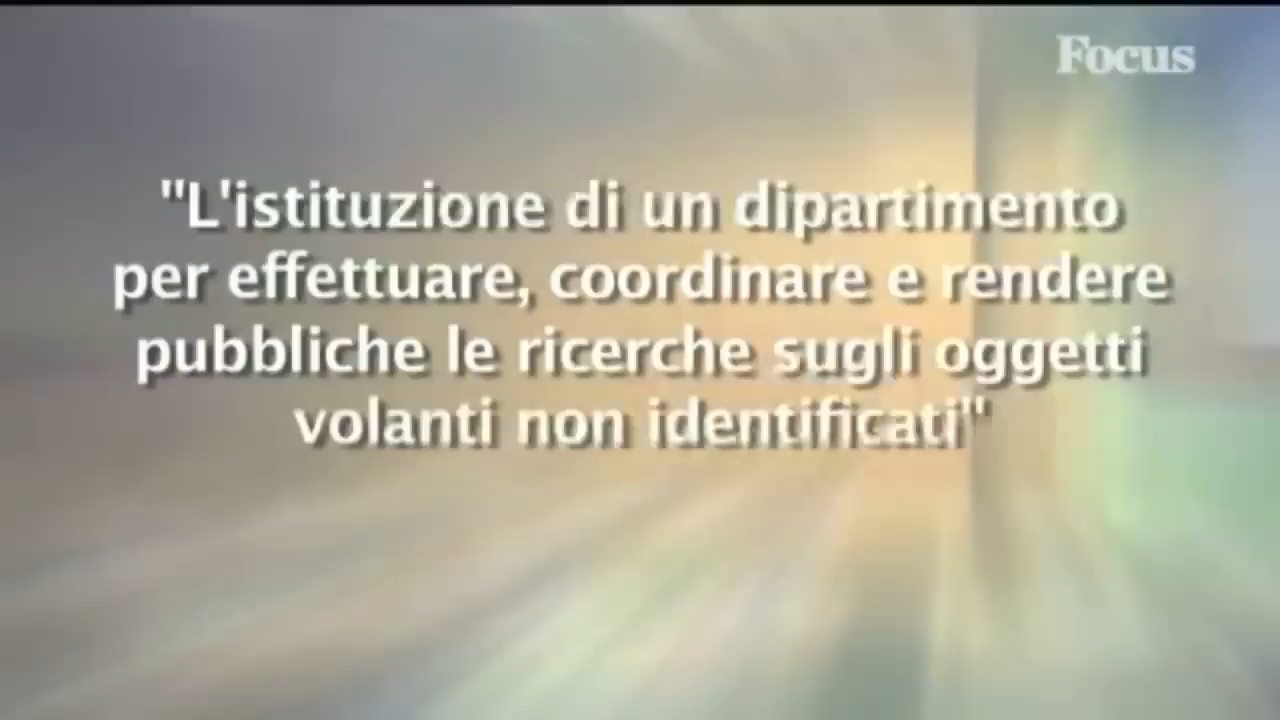 Focus
"L'istituzione di un dipartimento
per effettuare, coordinare e rendere
pubbliche le ricerche sugli oggetti
volanti non identificati"